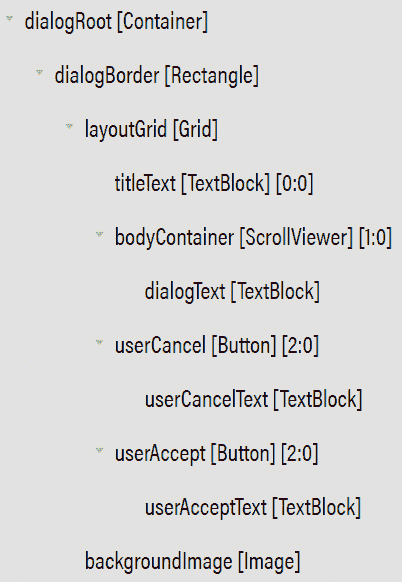 dialogRoot [Container]
dialogBorder [Rectangle]
layoutGrid [Grid]
titleText [TextBlock] [0:0]
bodyContainer [ScrollViewer] [1:0]
dialogText [TextBlock]
userCancel [Button] [2:0]
userCancelText [TextBlock]
userAccept [Button] [2:0]
userAcceptText [TextBlock]
backgroundImage [Image]